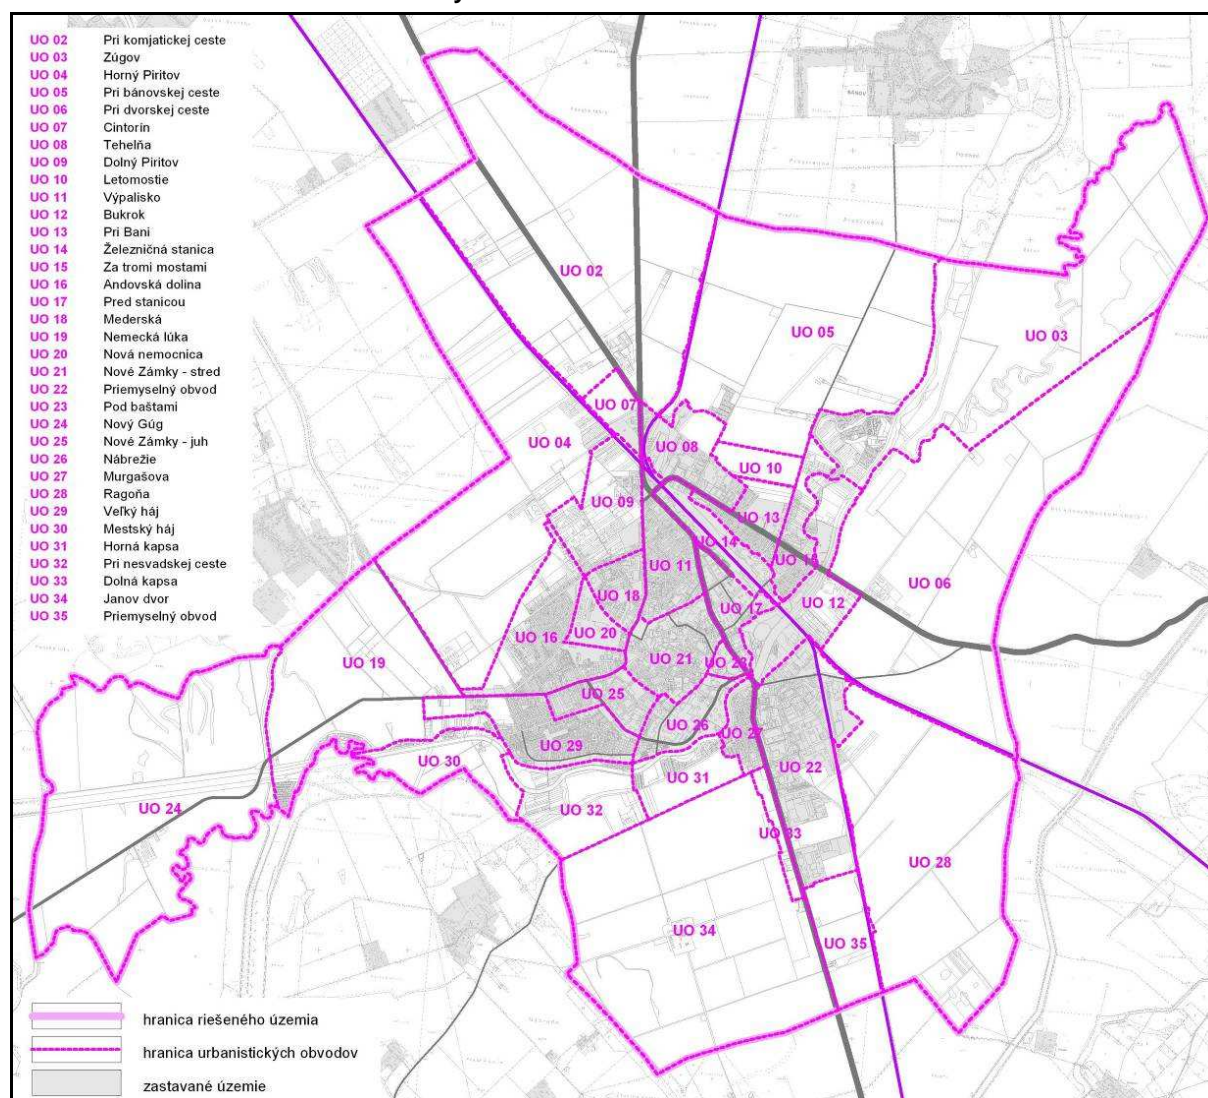 UO 02 Pri komjatickej ceste
UO 03 Zúgov
UO 04 Horný Piritov
UO 05 Pri bánovskej ceste
UO 06 Pri dvorskej ceste
UO 07 Cintorín
UO 08 Tehelňa
UO 09 Dolný Piritov
UO 10 Letomostie
UO 11 Výpalisko
UO 12 Bukrok
UO 13 Pri Bani
UO 14 Železničná stanica
UO 15 Za tromi mostami
UO 16 Andovská dolina
UO 17 Pred stanicou
UO 18 Mederská
UO 19 Nemecká lúka
UO 20 Nová nemocnica
UO 21 Nové Zámky - stred
UO 22 Priemyselný obvod
UO 23 Pod baštami
UO 24 Nový Gúg
UO 25 Nové Zámky - juh
UO 26 Nábrežie
UO 27 Murgašova
UO 28 Ragoňa
UO 29 Veľký háj
UO 30 Mestský háj
UO 31 Horná kapsa
UO 32 Pri nesvadskej ceste
UO 33 Dolná kapsa
UO 34 Janov dvor
UO 35 Priemyselný obvod
UO 02
UO 05
UO 03
UO 07
UO 04
UO 08
UO 10
UO 09
UO 13
UO 14
UO 11
UO 15
UO 06
UO 18
UO 12
UO 17
UO 20
UO 16
UO 19
UO 21
UO 23
UO 25
UO 26
UO 27
UO 29
UO 30
UO 22
UO 31
UO 24
UO 32
UO 33
UO 28
UO 34
UO 35
hranica riešeného územia
hranica urbanistických obvodov
zastavané územie